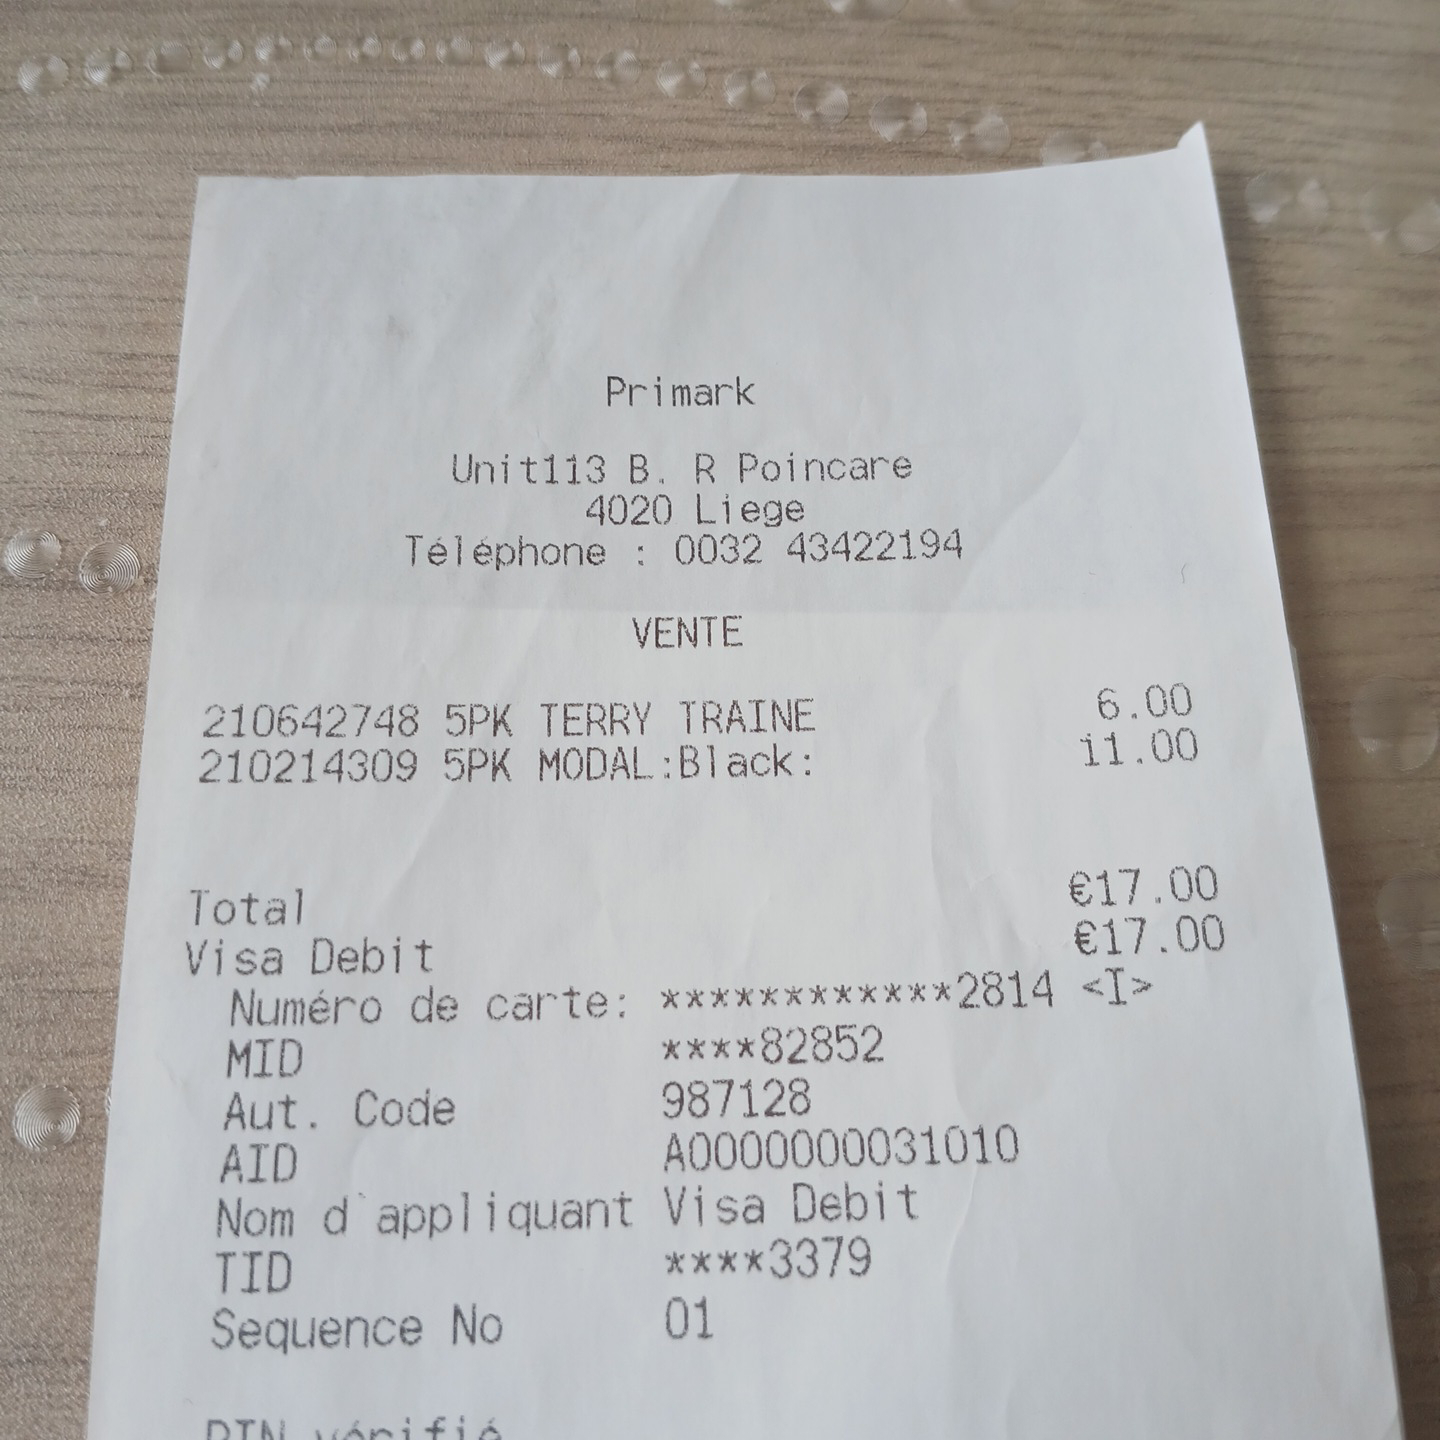 Primark
Unit113 B. R Poincare
4020 Liege
Téléphone : 0032 43422194
VENTE
210642748 5PK TERRY TRAINE 6.00
210214309 5PK MODAL:Black: 11.00
Total €17.00
Visa Debit €17.00
Numéro de carte: ************2814 <I>
MID ****82852
Aut. Code 987128
AID A0000000031010
Nom d`appliquant Visa Debit
TID ****3379
Sequence No 01
PIN vérifié